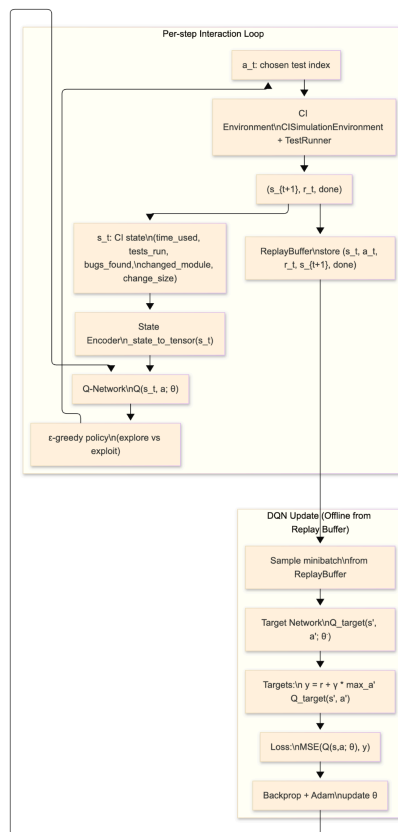 Per-step Interaction Loop
a_t: chosen test index
CI
Environment\nCISimulationEnvironment
+ TestRunner
(s_{t+1}, r_t, done)
s_t: CI state\n(time_used,
tests_run,
bugs_found,\nchanged_module,
change_size)
ReplayBuffer\nstore (s_t, a_t,
r_t, s_{t+1}, done)
State
Encoder\n_state_to_tensor(s_t)
Q-Network\nQ(s_t, a; θ)
ε-greedy policy\n(explore vs
exploit)
DQN Update (Offline from
Replay Buffer)
Sample minibatch\nfrom
ReplayBuffer
Target Network\nQ_target(s',
a'; θ⁻)
Targets:\n y = r + γ * max_a'
Q_target(s', a')
Loss:\nMSE(Q(s,a; θ), y)
Backprop + Adam\nupdate θ